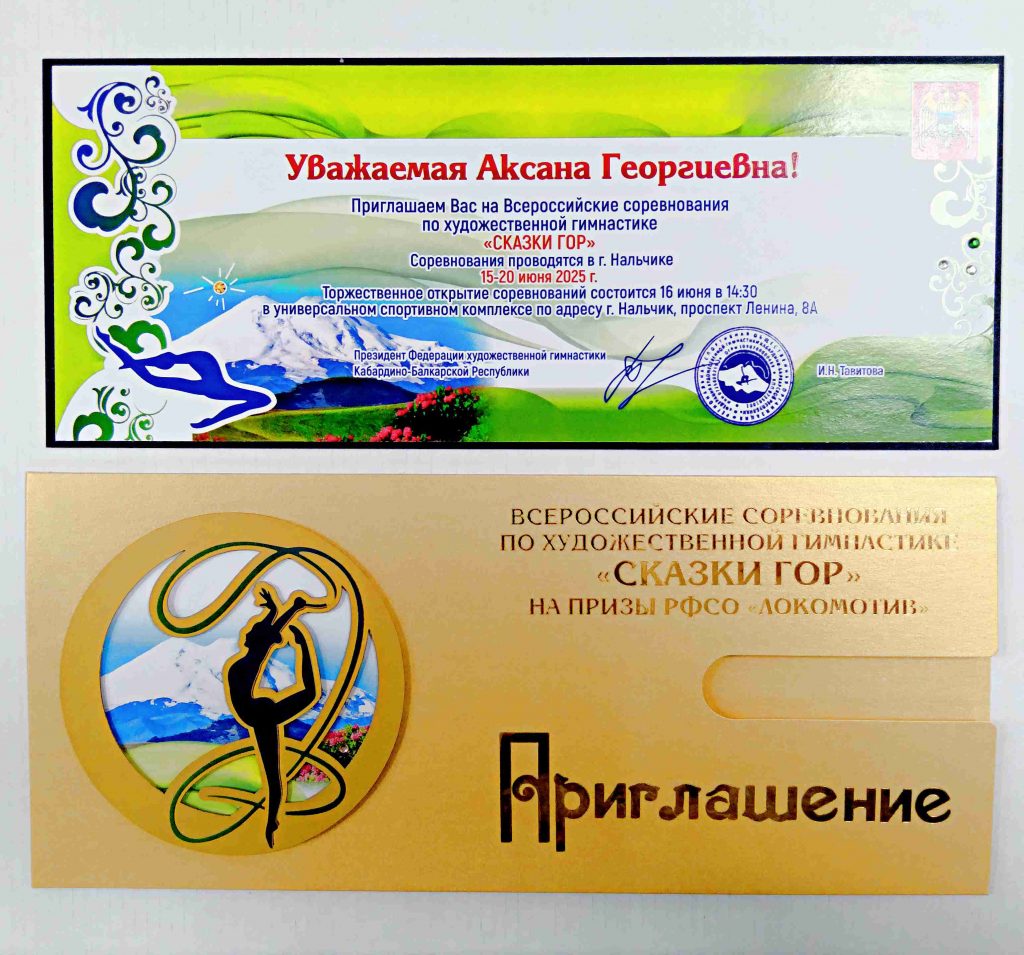 Уважаемая Аксана Георгиевна!
Приглашаем Вас на Всероссийские соревнования
по художественной гимнастике
«СКАЗКИ ГОР»
Соревнования проводятся в г. Нальчике
15-20 июня 2025 г.
Торжественное открытие соревнований состоится 16 июня в 14:30
в универсальном спортивном комплексе по адресу г. Нальчик, проспект Ленина, 8А
Президент Федерации художественной гимнастики
Кабардино-Балкарской Республики
И.Н. Тавитова
ВСЕРОССИЙСКИЕ СОРЕВНОВАНИЯ
ПО ХУДОЖЕСТВЕННОЙ ГИМНАСТИКЕ
«СКАЗКИ ГОР»
НА ПРИЗЫ РФСО «ЛОКОМОТИВ»
Приглашение